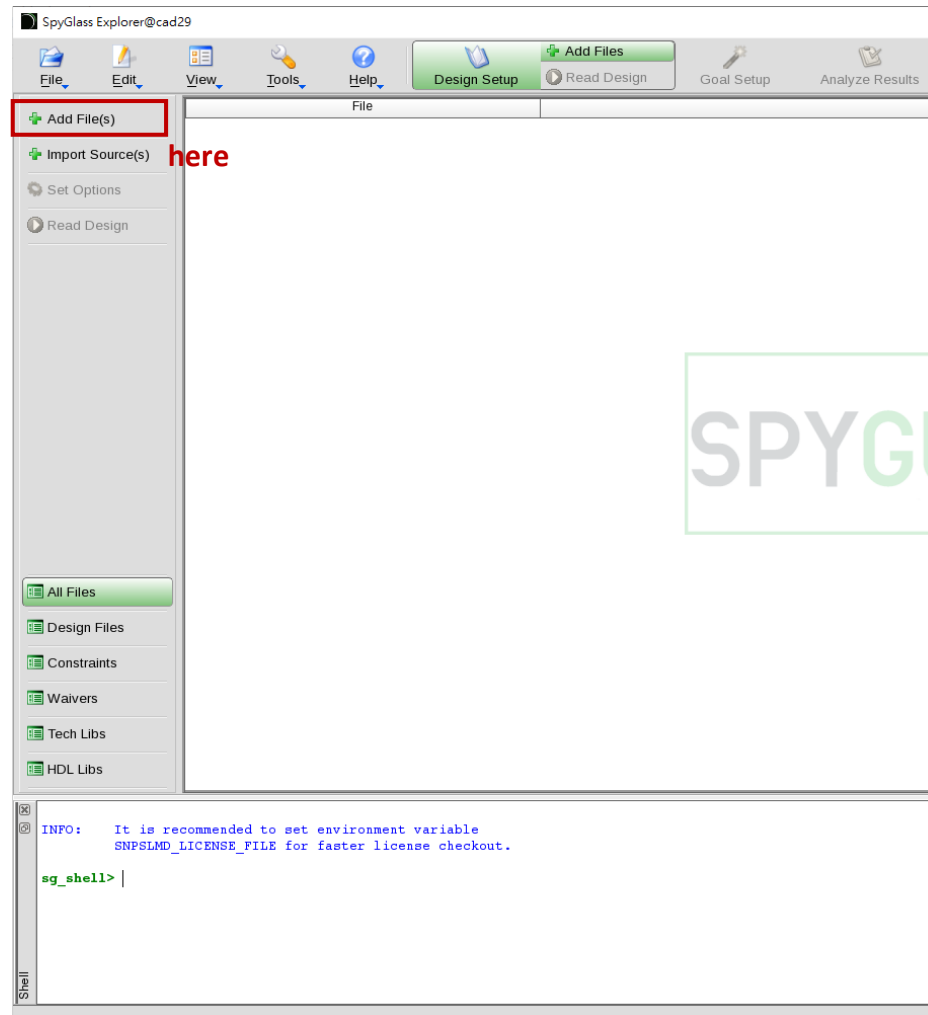 SpyGlass Explorer@cad29
File Edit View Tools Help Design Setup Add Files Read Design Goal Setup Analyze Results
Add File(s)
File
Import Source(s) here
Set Options
Read Design
SPYG
All Files
Design Files
Constraints
Waivers
Tech Libs
HDL Libs
INFO: It is recommended to set environment variable
SNPSLMD_LICENSE_FILE for faster license checkout.
sg_shell>
Shell